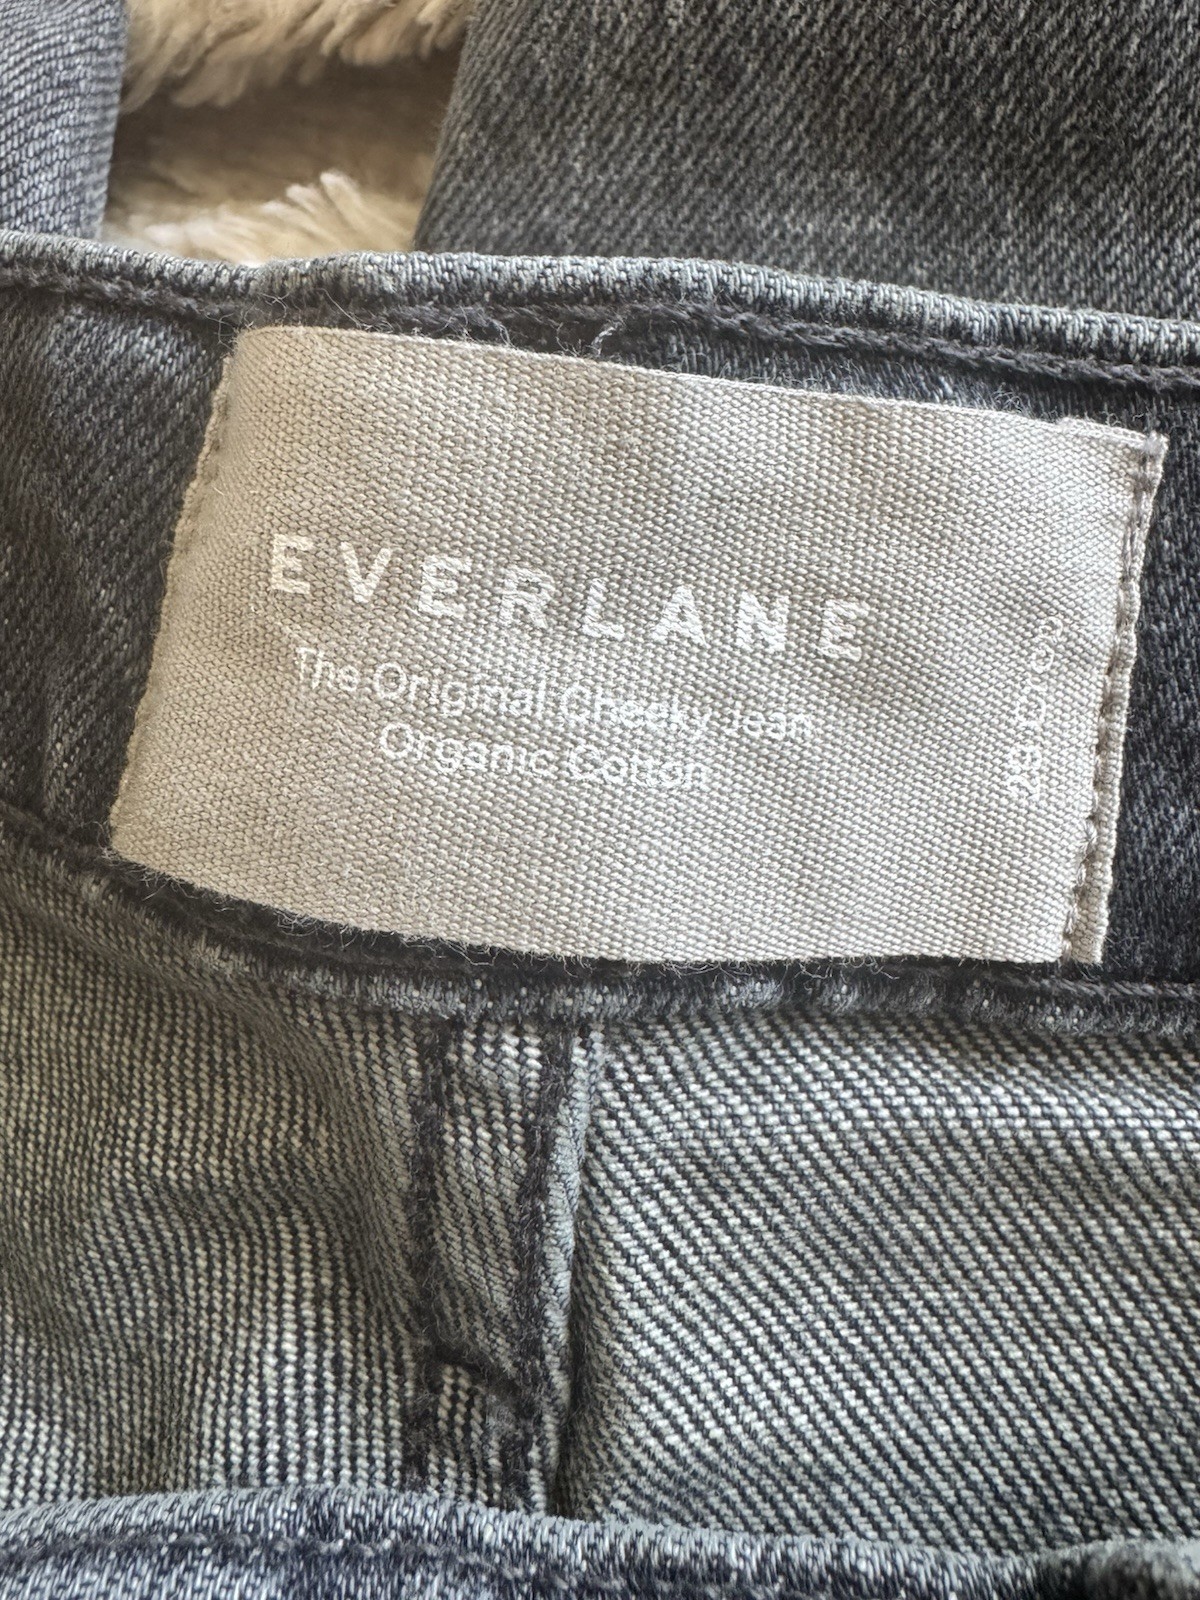 EVERLANE
The Original Cheeky Jean
Organic Cotton